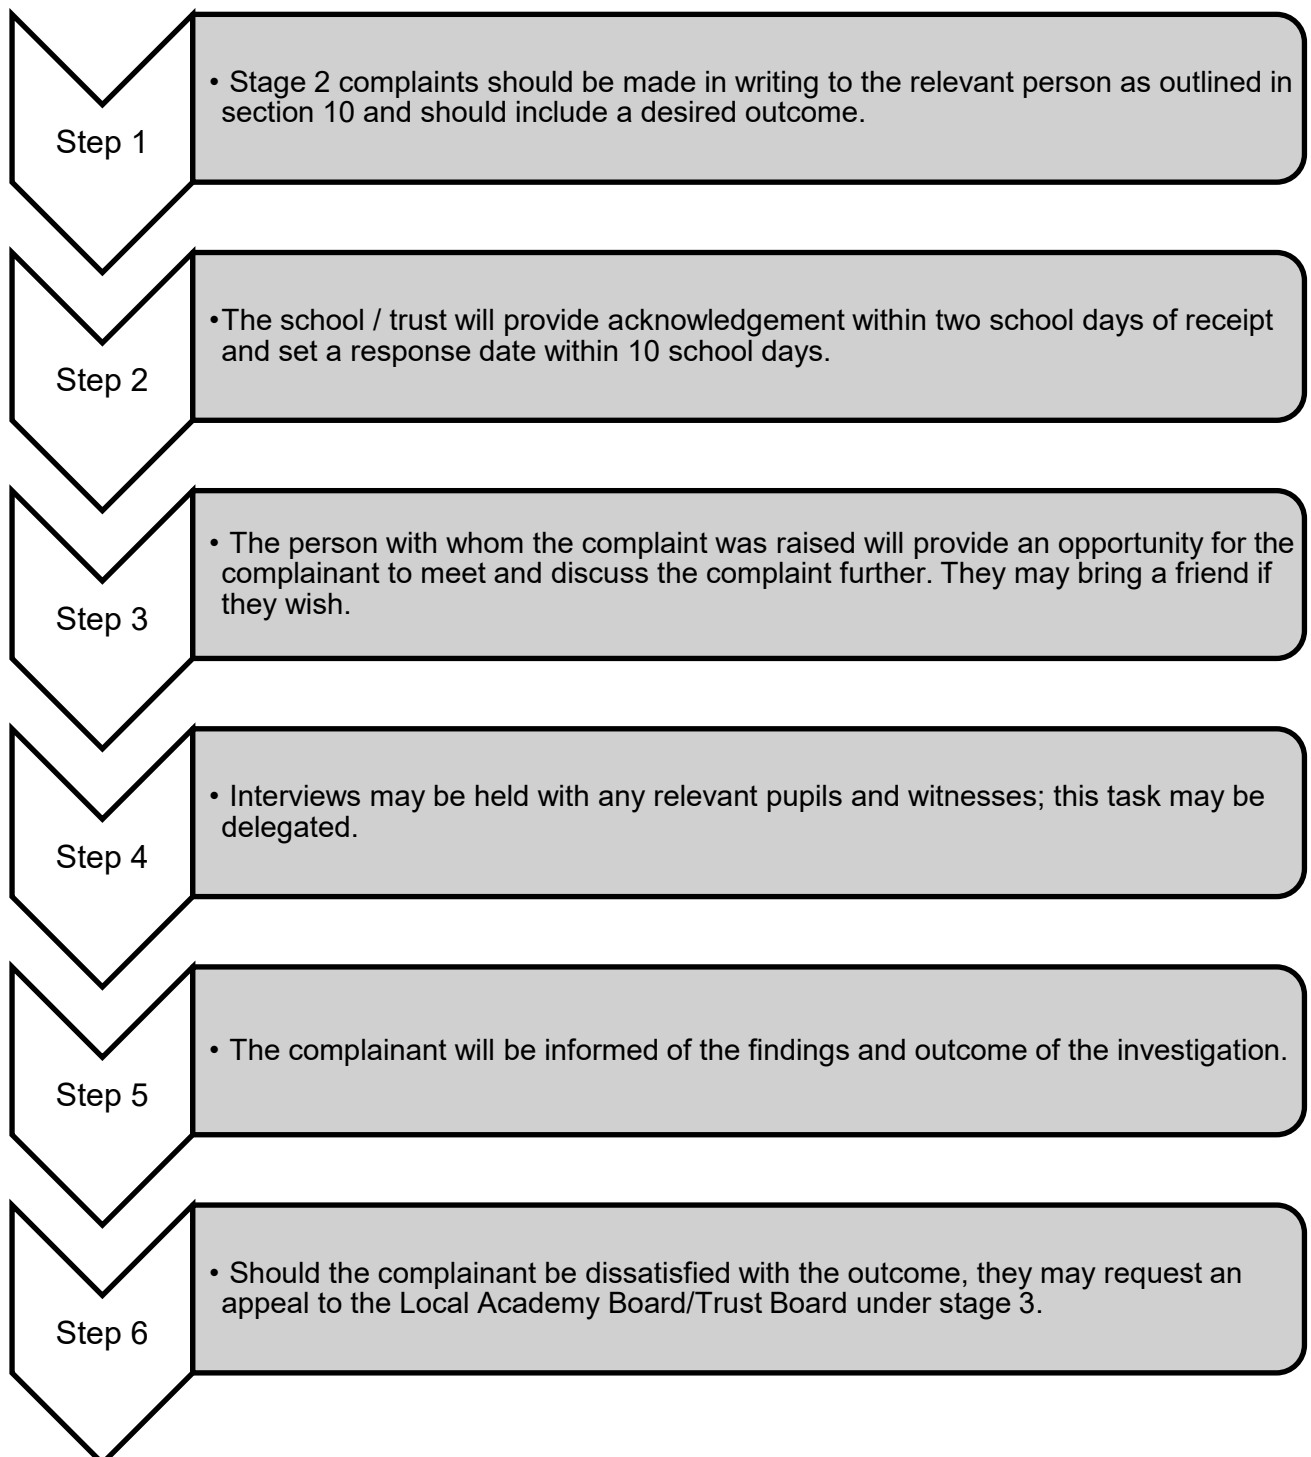 Step 1
• Stage 2 complaints should be made in writing to the relevant person as outlined in
section 10 and should include a desired outcome.
Step 2
•The school / trust will provide acknowledgement within two school days of receipt
and set a response date within 10 school days.
Step 3
• The person with whom the complaint was raised will provide an opportunity for the
complainant to meet and discuss the complaint further. They may bring a friend if
they wish.
Step 4
• Interviews may be held with any relevant pupils and witnesses; this task may be
delegated.
Step 5
• The complainant will be informed of the findings and outcome of the investigation.
Step 6
• Should the complainant be dissatisfied with the outcome, they may request an
appeal to the Local Academy Board/Trust Board under stage 3.